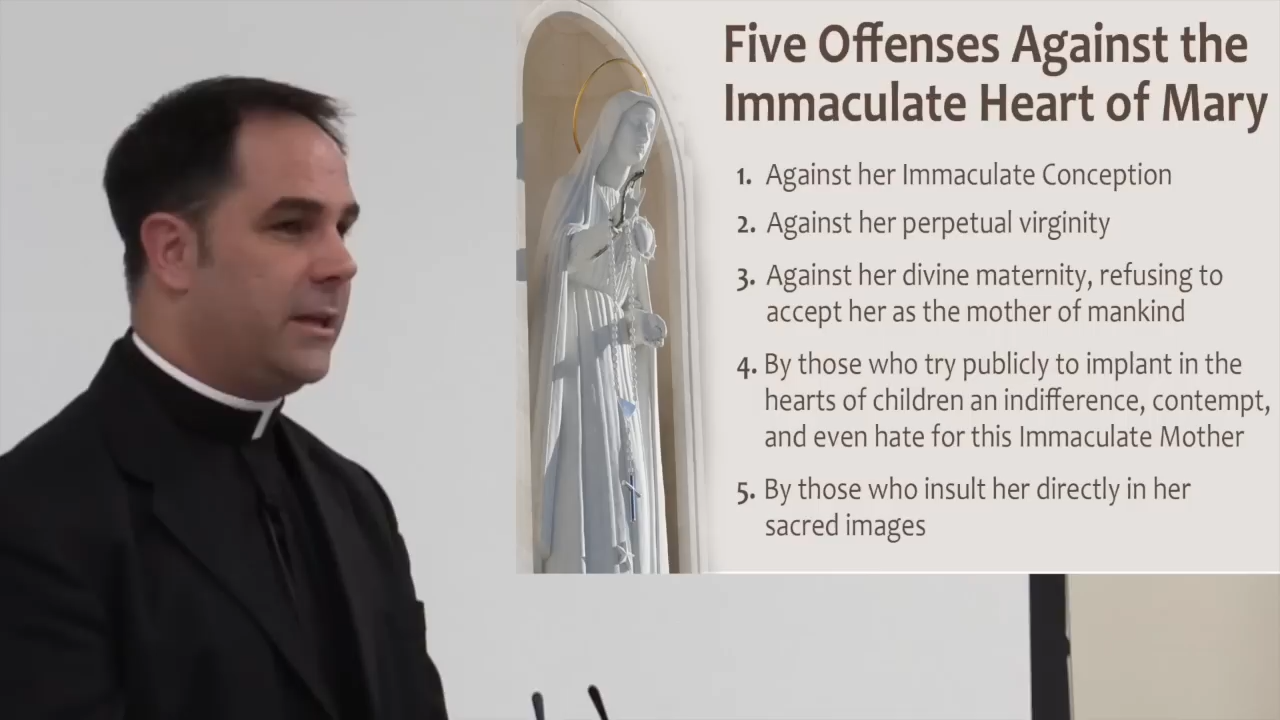 Five Offenses Against the
Immaculate Heart of Mary
1. Against her Immaculate Conception
2. Against her perpetual virginity
3. Against her divine maternity, refusing to
accept her as the mother of mankind
4. By those who try publicly to implant in the
hearts of children an indifference, contempt,
and even hate for this Immaculate Mother
5. By those who insult her directly in her
sacred images